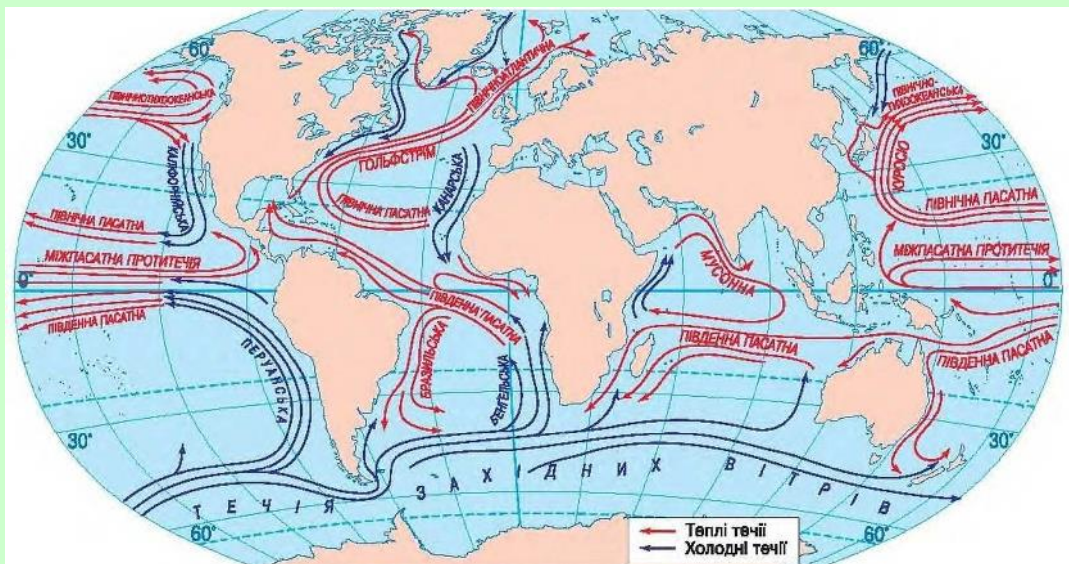 60°
60°
ПІВНІЧНОТИХООКЕАНСЬКА
ПІВНІЧНОАТЛАНТИЧНА
ПІВНІЧНО-
ТИХООКЕАНСЬКА
30°
30°
ГОЛЬФСТРІМ
КАЛІФОРНІЙСЬКА
КАНАРСЬКА
КУРОСІО
ПІВНІЧНА ПАСАТНА
ПІВНІЧНА ПАСАТНА
ПІВНІЧНА ПАСАТНА
МІЖПАСАТНА ПРОТИТЕЧІЯ
МУСОННА
МІЖПАСАТНА ПРОТИТЕЧІЯ
0°
0°
ПІВДЕННА ПАСАТНА
ПІВДЕННА ПАСАТНА
ПІВДЕННА ПАСАТНА
ПІВДЕННА ПАСАТНА
ПЕРУАНСЬКА
БРАЗИЛЬСЬКА
БЕНГЕЛЬСЬКА
30°
30°
ТЕЧІЯ ЗАХІДНИХ ВІТРІВ
60°
60°
Теплі течії
Холодні течії